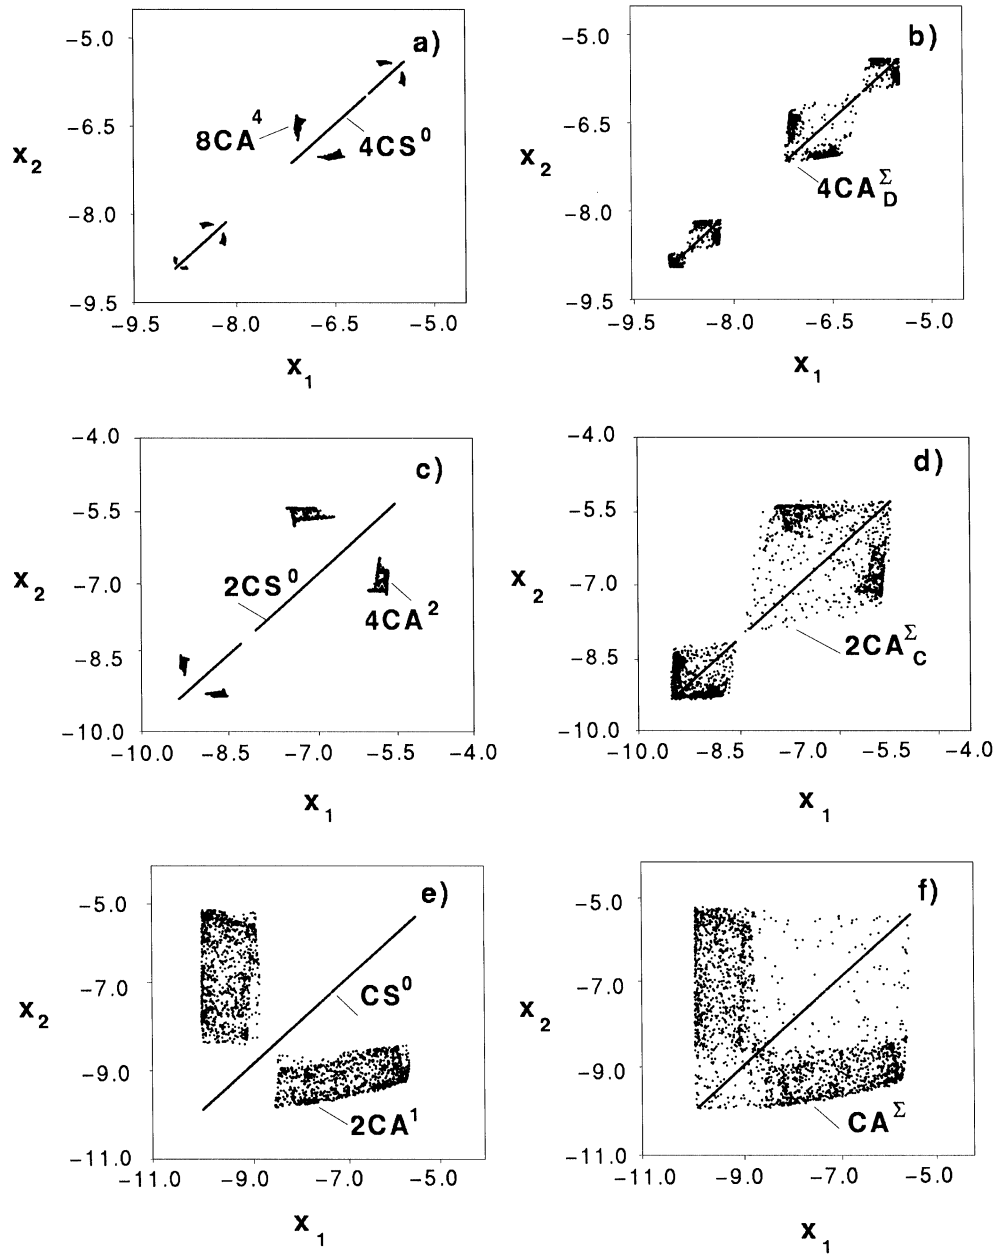 a)
−5.0
−6.5
−8.0
−9.5
x2
8CA4
4CS0
−9.5 −8.0 −6.5 −5.0
x1
b)
−5.0
−6.5
−8.0
−9.5
x2
4CAΣD
−9.5 −8.0 −6.5 −5.0
x1
c)
−4.0
−5.5
−7.0
−8.5
−10.0
x2
2CS0
4CA2
−10.0 −8.5 −7.0 −5.5 −4.0
x1
d)
−4.0
−5.5
−7.0
−8.5
−10.0
x2
2CAΣC
−10.0 −8.5 −7.0 −5.5 −4.0
x1
e)
−5.0
−7.0
−9.0
−11.0
x2
CS0
2CA1
−11.0 −9.0 −7.0 −5.0
x1
f)
−5.0
−7.0
−9.0
−11.0
x2
CAΣ
−11.0 −9.0 −7.0 −5.0
x1